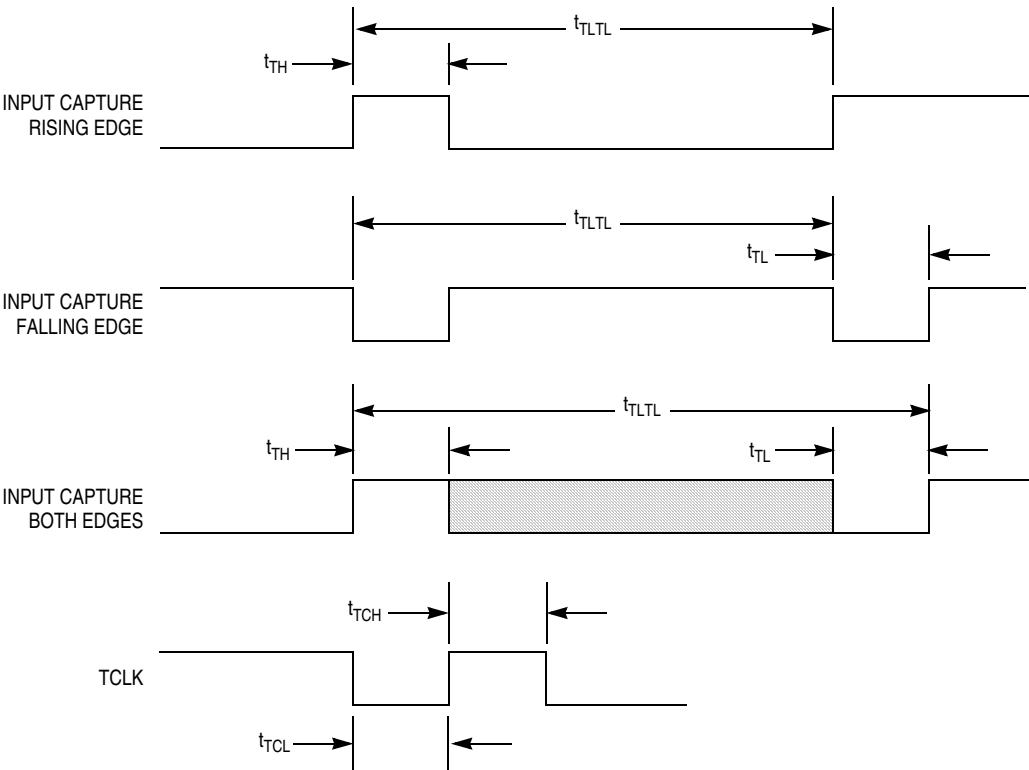 tTLTL
tTH
INPUT CAPTURE
RISING EDGE
tTLTL
tTL
INPUT CAPTURE
FALLING EDGE
tTLTL
tTH
tTL
INPUT CAPTURE
BOTH EDGES
tTCH
TCLK
tTCL